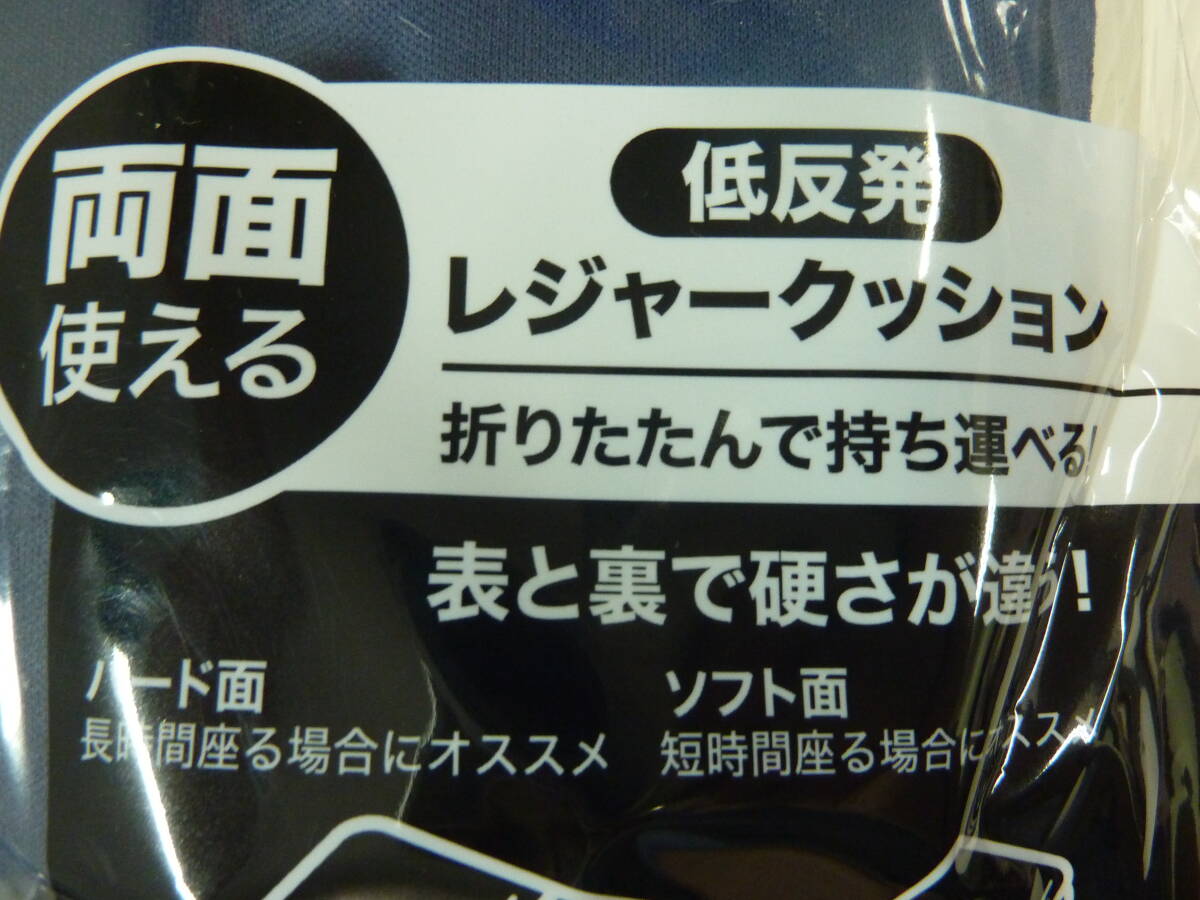 両面
使える
低反発
レジャークッション
折りたたんで持ち運べる!
表と裏で硬さが違う!
ハード面
長時間座る場合にオススメ
ソフト面
短時間座る場合にオススメ